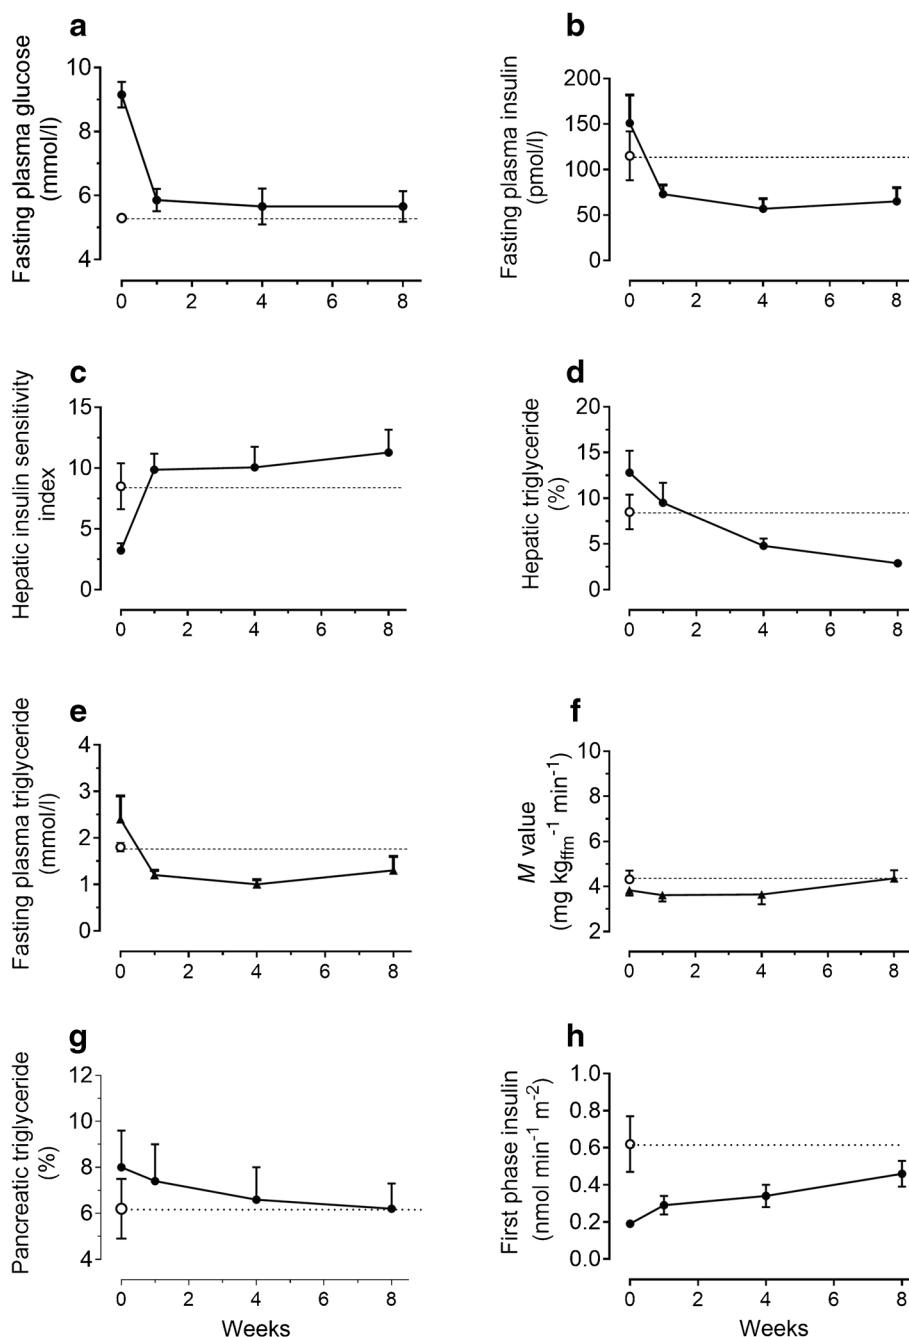 a
Fasting plasma glucose
(mmol/l)
10
8
6
4
0 2 4 6 8
b
Fasting plasma insulin
(pmol/l)
200
150
100
50
0
0 2 4 6 8
c
Hepatic insulin sensitivity
index
15
10
5
0
0 2 4 6 8
d
Hepatic triglyceride
(%)
20
15
10
5
0
0 2 4 6 8
e
Fasting plasma triglyceride
(mmol/l)
4
3
2
1
0
0 2 4 6 8
f
M value
(mg kg_ffm⁻¹ min⁻¹)
10
8
6
4
2
0 2 4 6 8
g
Pancreatic triglyceride
(%)
12
10
8
6
4
0 2 4 6 8
Weeks
h
First phase insulin
(nmol min⁻¹ m⁻²)
1.0
0.8
0.6
0.4
0.2
0.0
0 2 4 6 8
Weeks